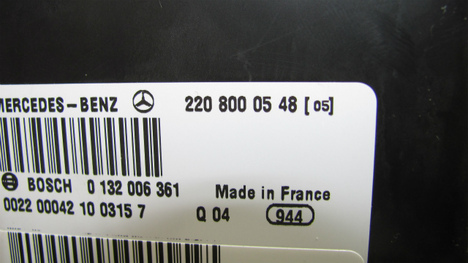 MERCEDES-BENZ 220 800 05 48 [05]
BOSCH 0 132 006 361 Made in France
0022 00042 10 0315 7 Q 04 944